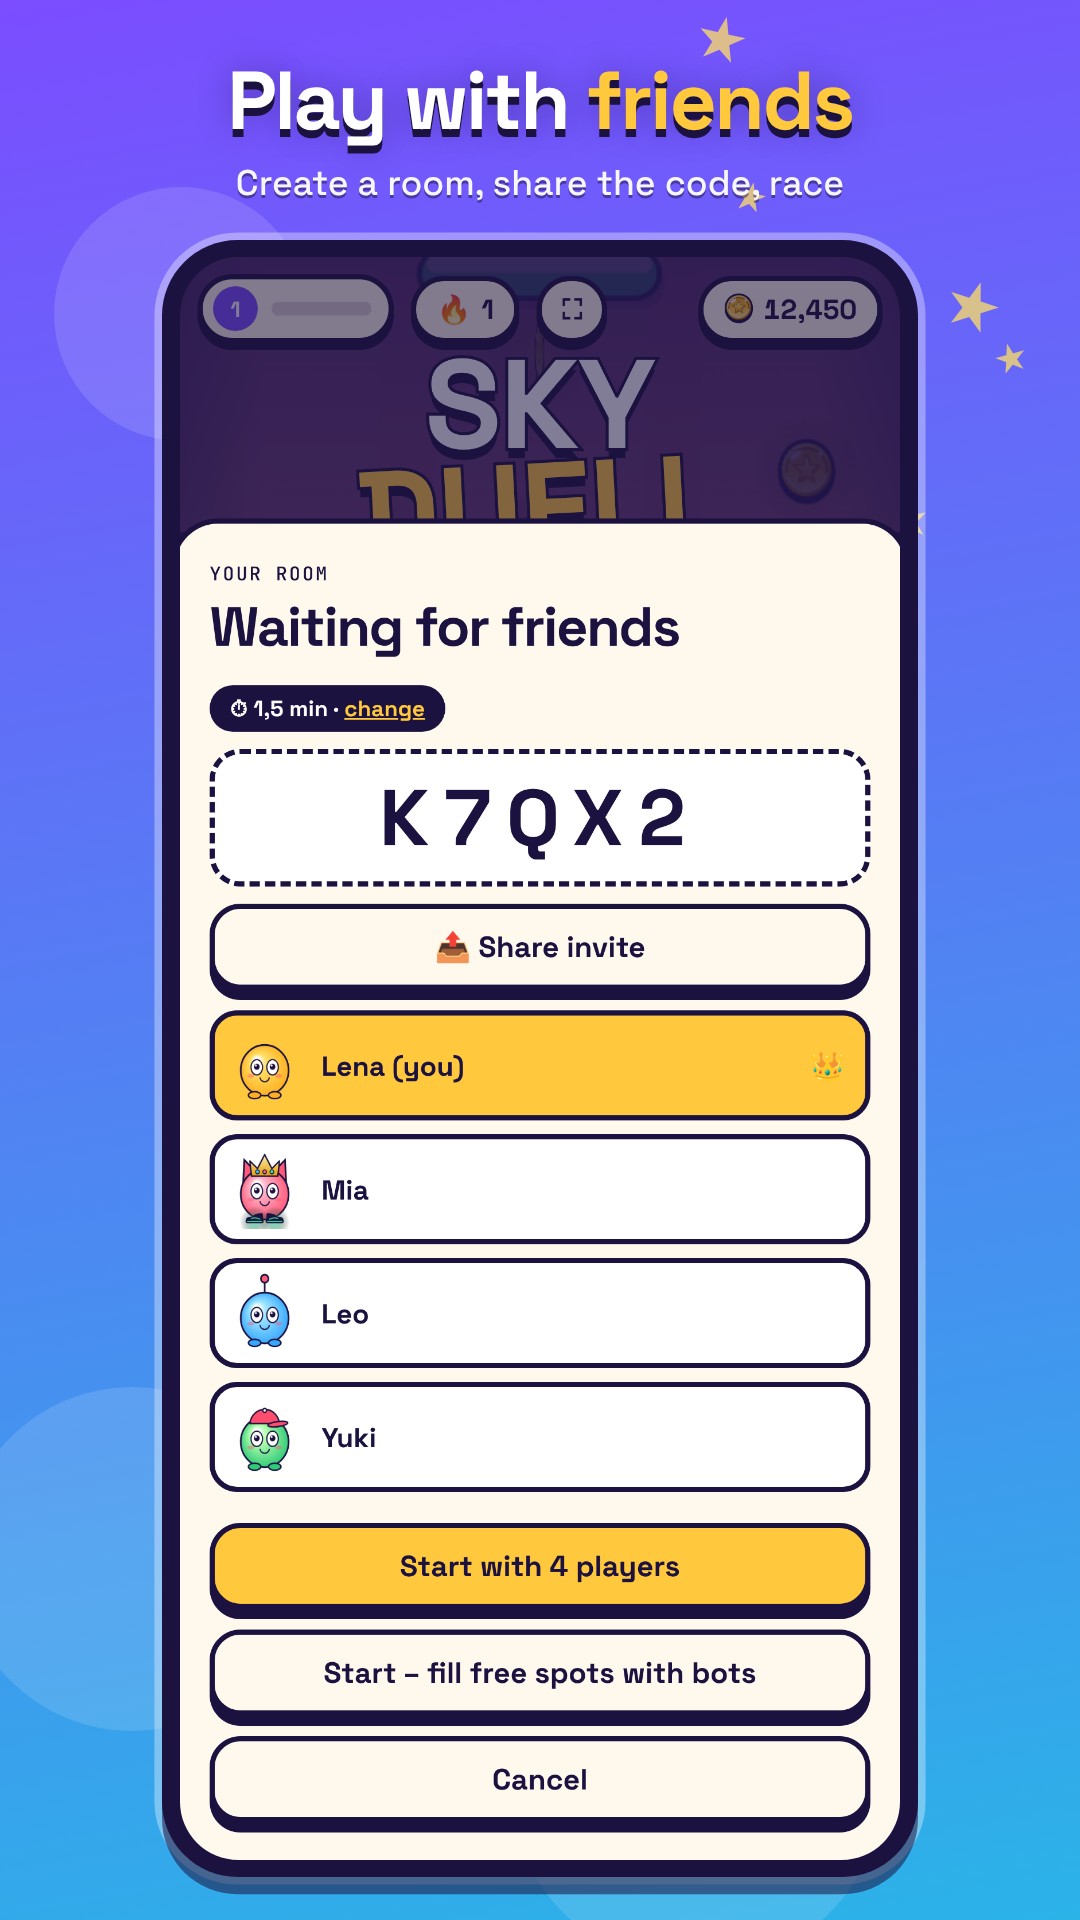 Play with friends
Create a room, share the code, race
1
🔥 1
12,450
SKY
DUELL
YOUR ROOM
Waiting for friends
⏱ 1,5 min · change
K7QX2
📤 Share invite
Lena (you)
Mia
Leo
Yuki
Start with 4 players
Start – fill free spots with bots
Cancel